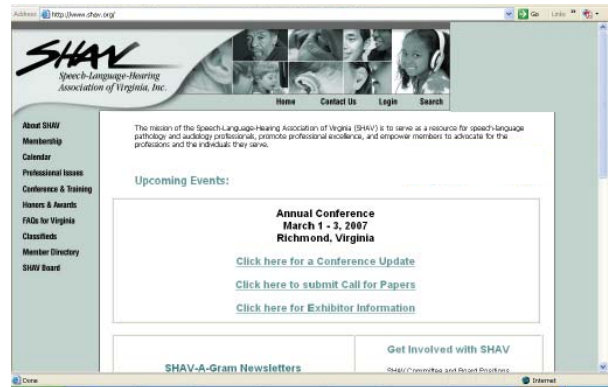 Address http://www.shav.org/
Go Links »
SHAV
Speech-Language-Hearing
Association of Virginia, Inc.
Home Contact Us Login Search
About SHAV
Membership
Calendar
Professional Issues
Conference & Training
Honors & Awards
FAQs for Virginia
Classifieds
Member Directory
SHAV Board
The mission of the Speech-Language-Hearing Association of Virginia (SHAV) is to serve as a resource for speech-language
pathology and audiology professionals, promote professional excellence, and empower members to advocate for the
professions and the individuals they serve.
Upcoming Events:
Annual Conference
March 1 - 3, 2007
Richmond, Virginia
Click here for a Conference Update
Click here to submit Call for Papers
Click here for Exhibitor Information
SHAV-A-Gram Newsletters
Get Involved with SHAV
SHAV Committee and Board Positions
Done
Internet